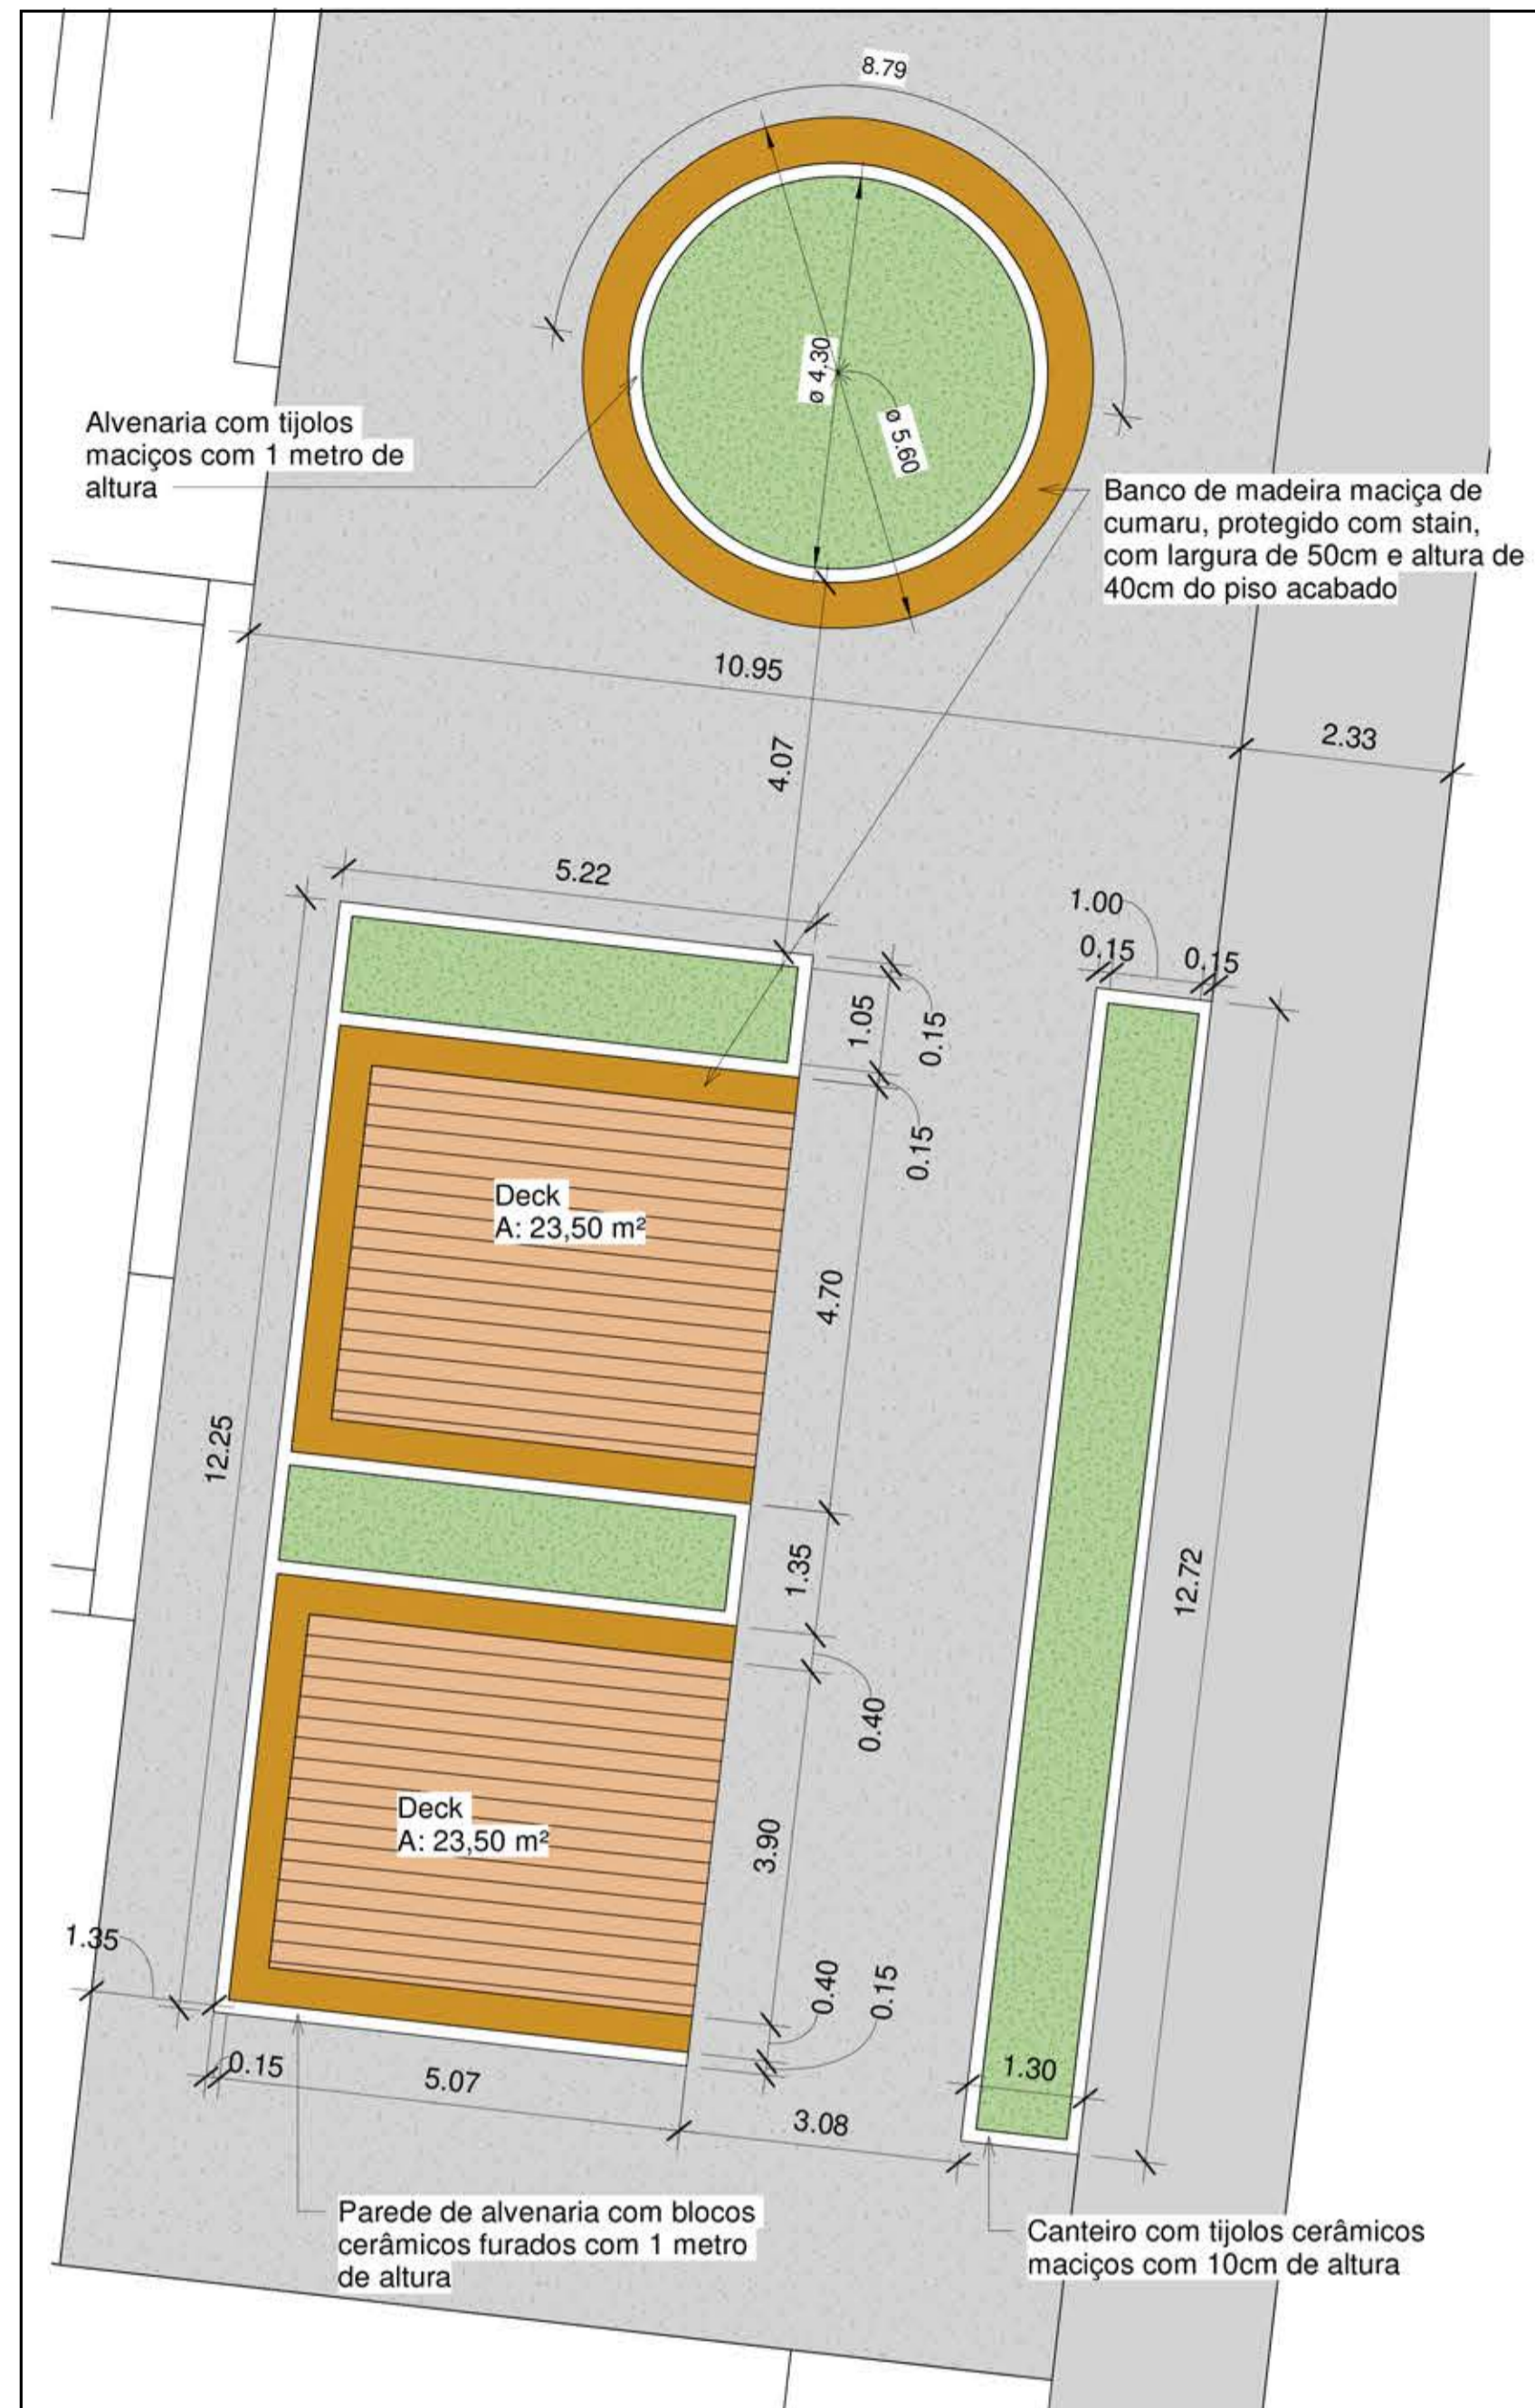 8.79
ø 4,30
ø 5.60
Alvenaria com tijolos
maciços com 1 metro de
altura
Banco de madeira maciça de
cumaru, protegido com stain,
com largura de 50cm e altura de
40cm do piso acabado
10.95
2.33
4.07
5.22
1.00
0.15
0.15
1.05
0.15
0.15
Deck
A: 23,50 m²
4.70
12.25
1.35
12.72
0.40
Deck
A: 23,50 m²
3.90
1.35
0.40
0.15
0.15
5.07
1.30
3.08
Parede de alvenaria com blocos
cerâmicos furados com 1 metro
de altura
Canteiro com tijolos cerâmicos
maciços com 10cm de altura